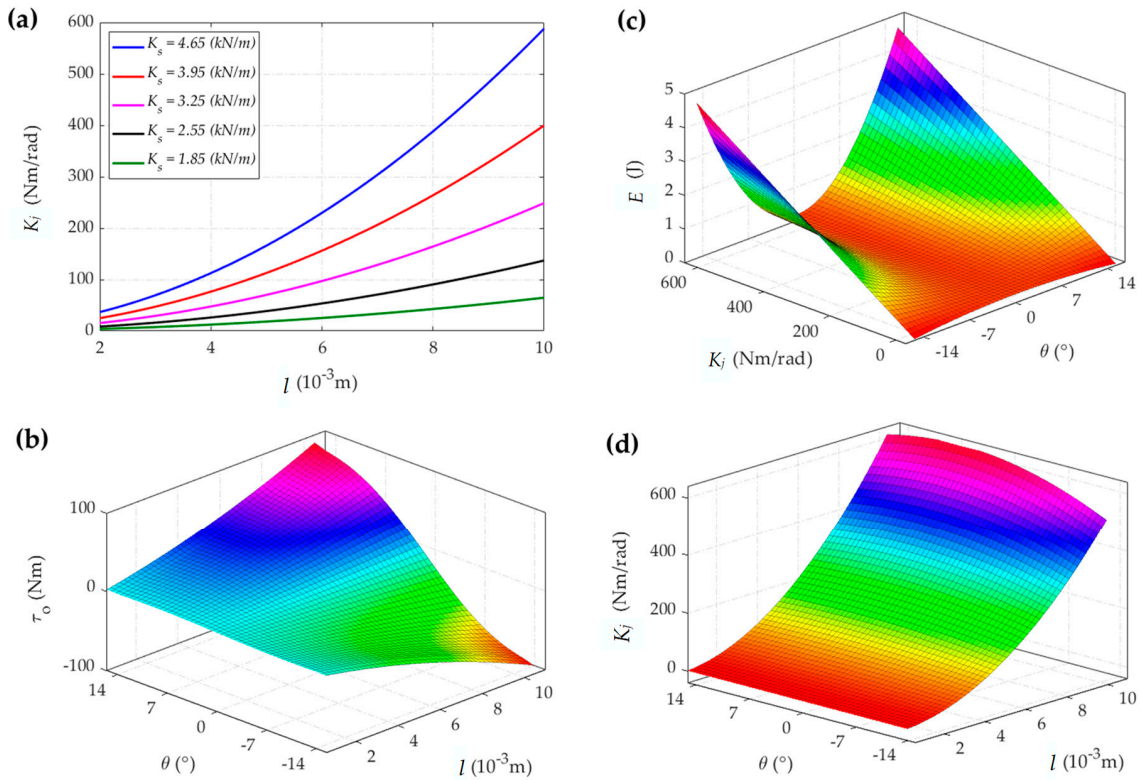 (a)
600
500
400
300
200
100
0
K_j (Nm/rad)
K_s = 4.65 (kN/m)
K_s = 3.95 (kN/m)
K_s = 3.25 (kN/m)
K_s = 2.55 (kN/m)
K_s = 1.85 (kN/m)
2 4 6 8 10
l (10⁻³m)
(c)
5
4
3
2
1
0
E (J)
600 400 200 0
K_j (Nm/rad)
-14 -7 0 7 14
θ (°)
(b)
100
0
-100
τ_o (Nm)
14 7 0 -7 -14
θ (°)
2 4 6 8 10
l (10⁻³m)
(d)
600
400
200
0
K_j (Nm/rad)
14 7 0 -7 -14
θ (°)
2 4 6 8 10
l (10⁻³m)